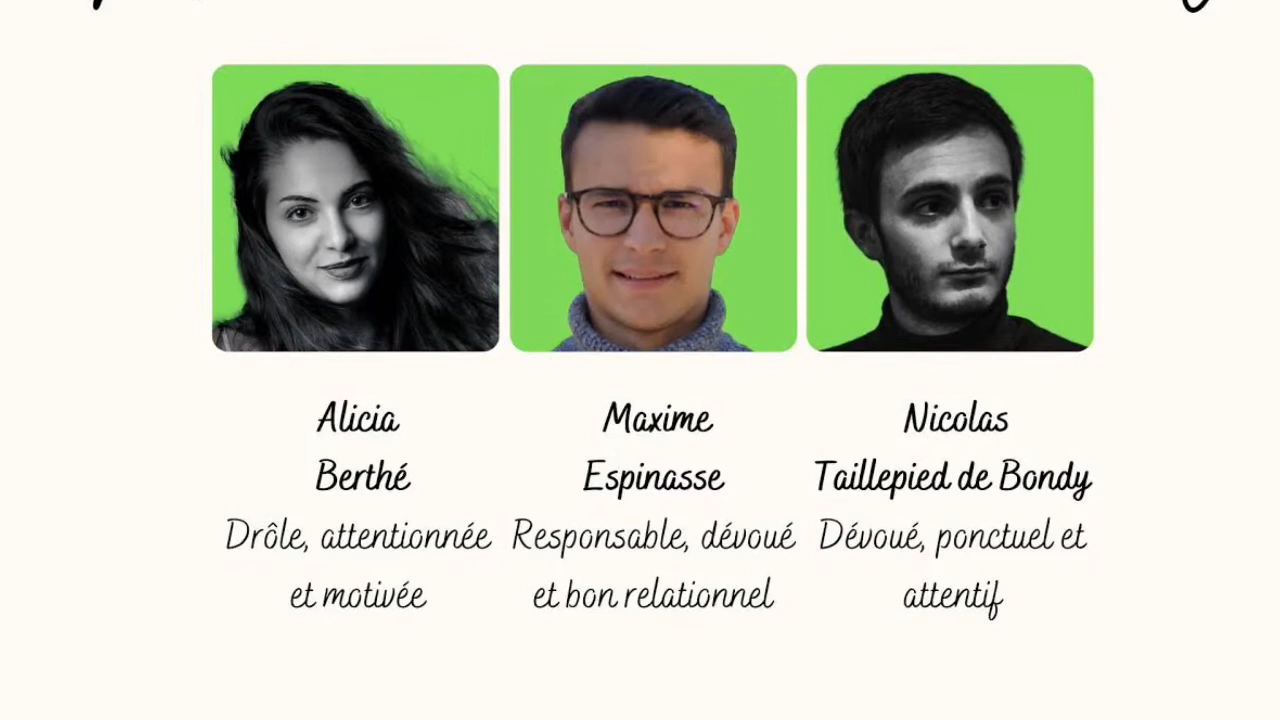 Alicia
Berthé
Drôle, attentionnée
et motivée
Maxime
Espinasse
Responsable, dévoué
et bon relationnel
Nicolas
Taillepied de Bondy
Dévoué, ponctuel et
attentif